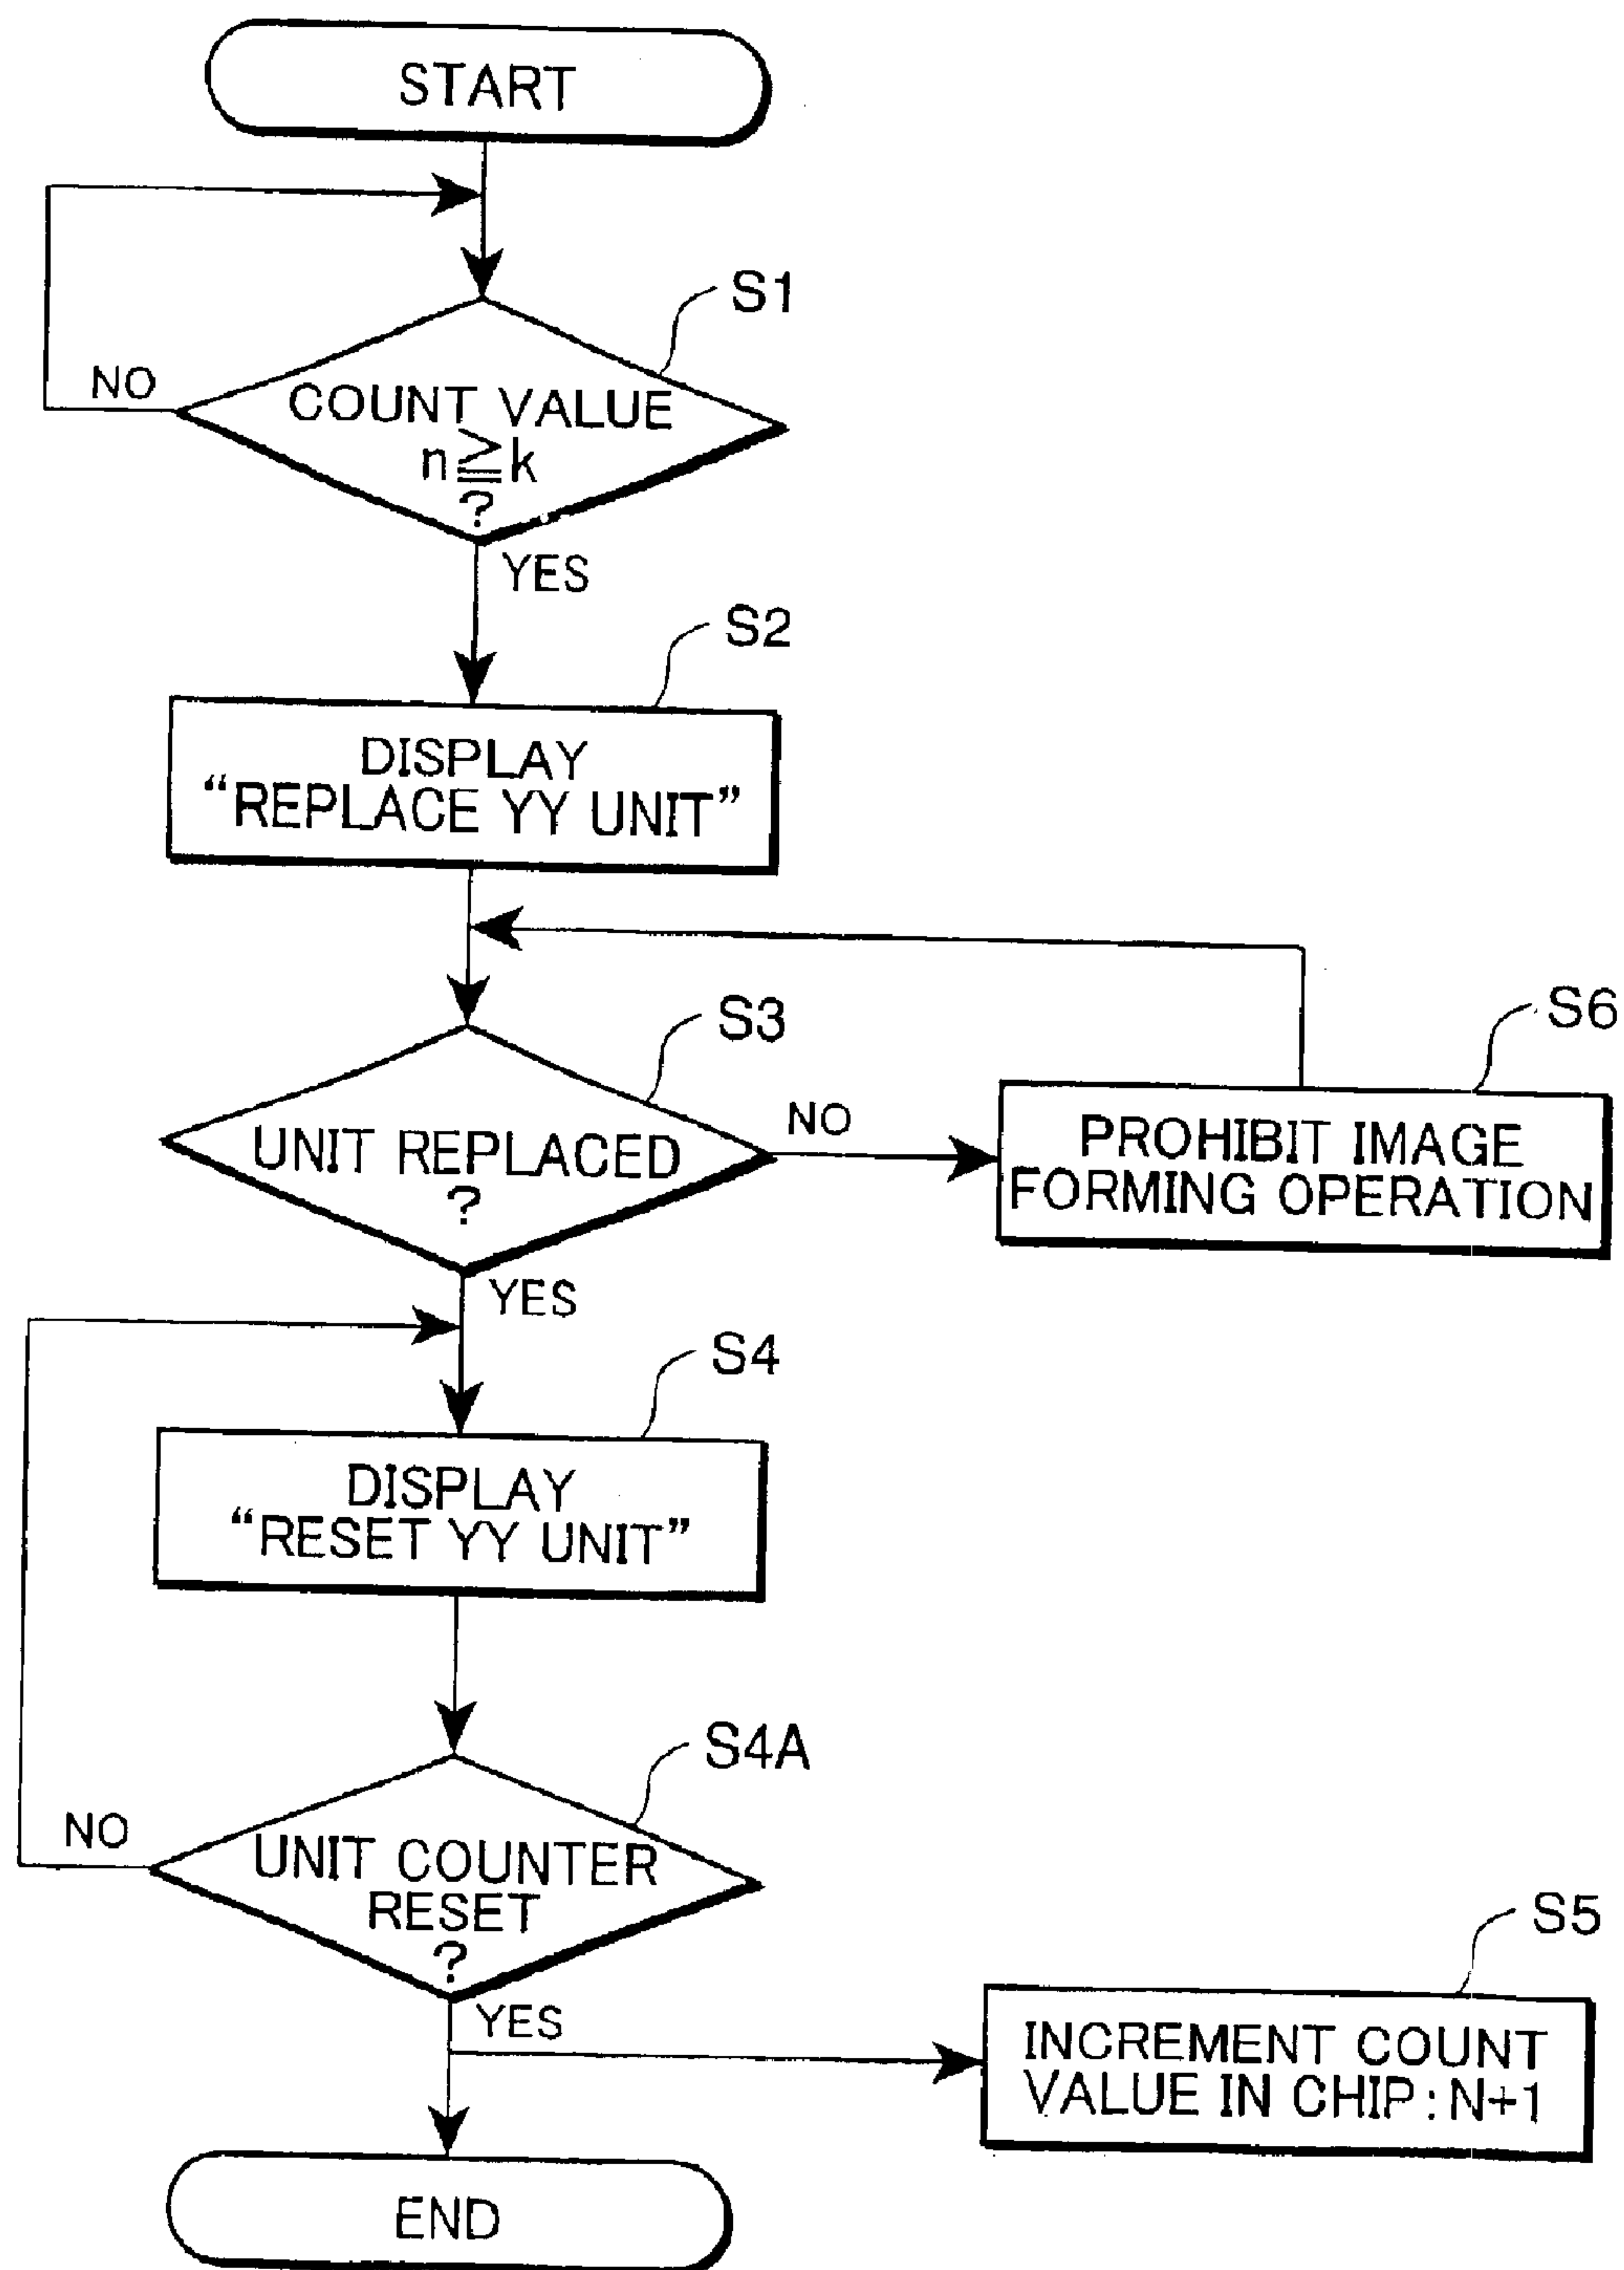 START
S1
NO
COUNT VALUE
n≧k
?
YES
S2
DISPLAY
“REPLACE YY UNIT”
S3
S6
UNIT REPLACED
?
NO
PROHIBIT IMAGE
FORMING OPERATION
YES
S4
DISPLAY
“RESET YY UNIT”
S4A
NO
UNIT COUNTER
RESET
?
YES
S5
INCREMENT COUNT
VALUE IN CHIP:N+1
END